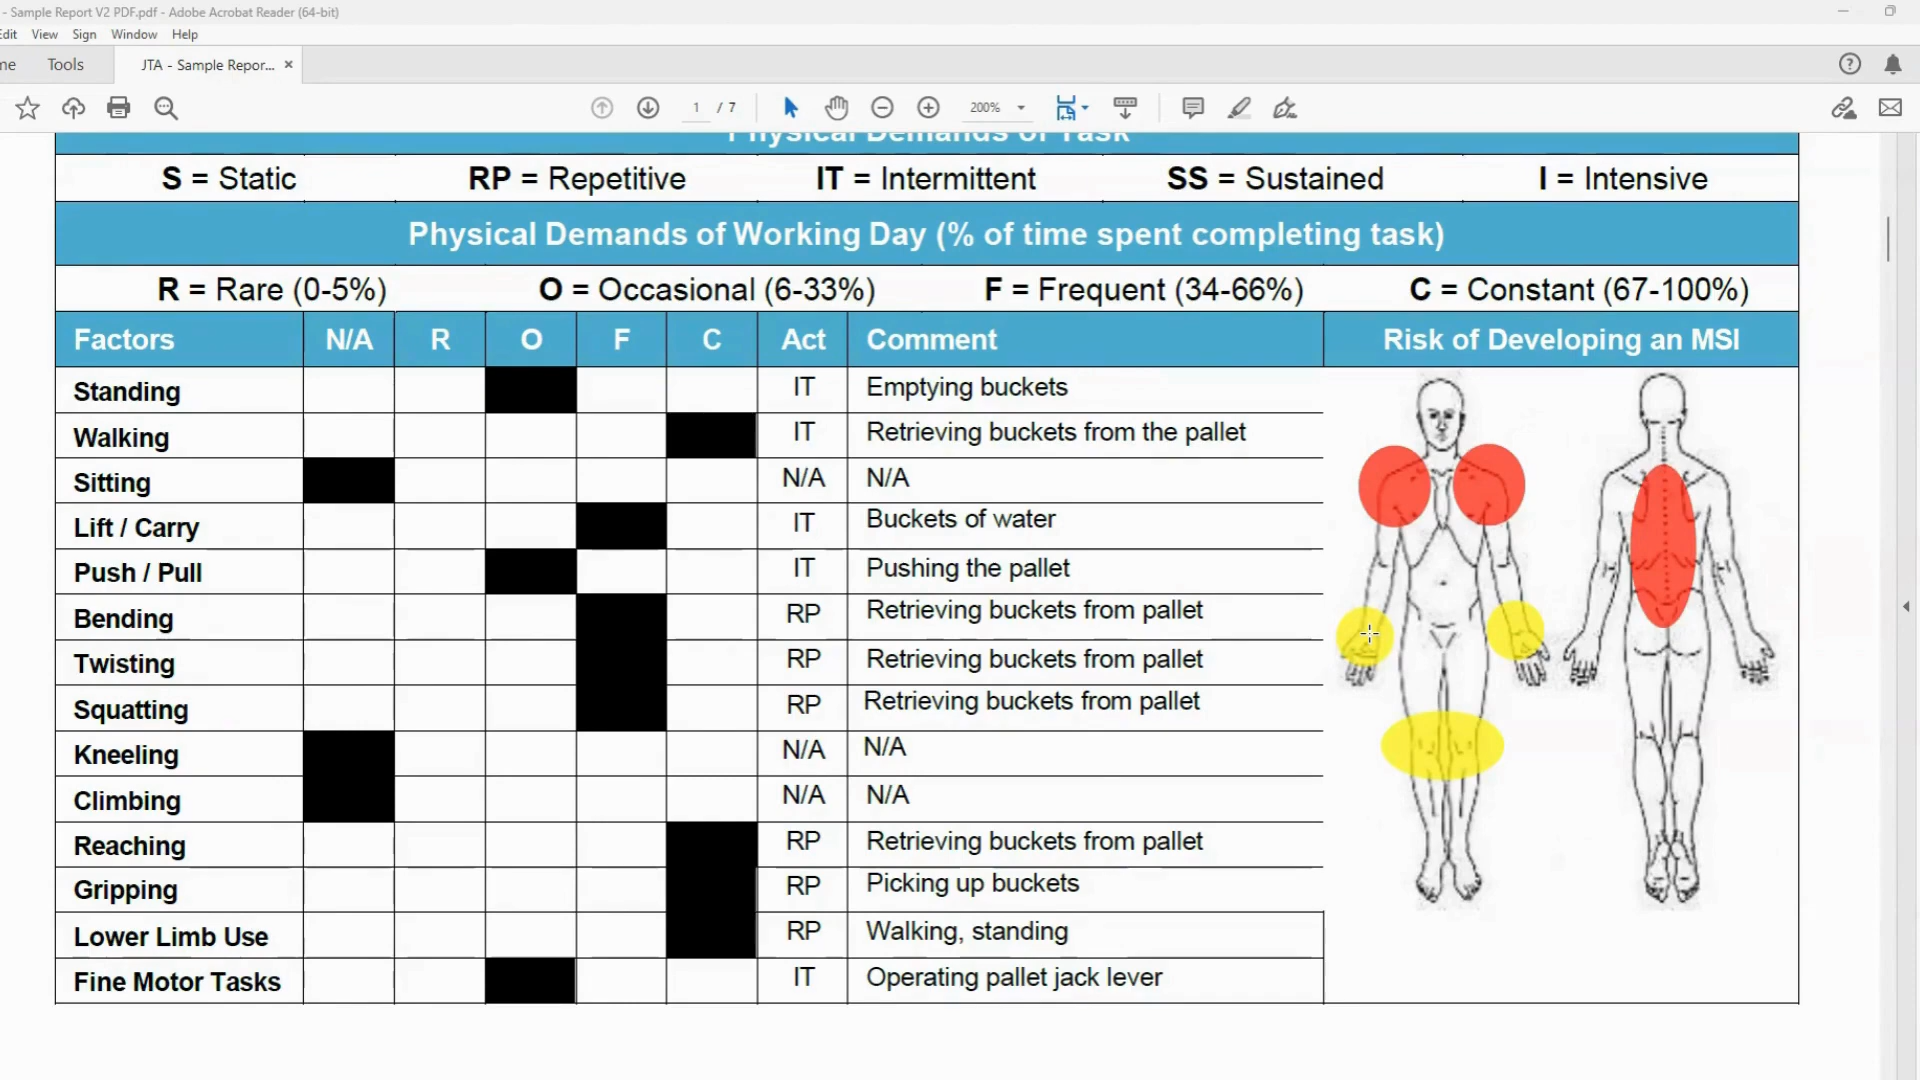 - Sample Report V2 PDF.pdf - Adobe Acrobat Reader (64-bit)
Edit View Sign Window Help
me Tools JTA - Sample Repor... ×
1 / 7 200%
Physical Demands of Task
S = Static RP = Repetitive IT = Intermittent SS = Sustained I = Intensive
Physical Demands of Working Day (% of time spent completing task)
R = Rare (0-5%) O = Occasional (6-33%) F = Frequent (34-66%) C = Constant (67-100%)
Factors N/A R O F C Act Comment Risk of Developing an MSI
Standing IT Emptying buckets
Walking IT Retrieving buckets from the pallet
Sitting N/A N/A
Lift / Carry IT Buckets of water
Push / Pull IT Pushing the pallet
Bending RP Retrieving buckets from pallet
Twisting RP Retrieving buckets from pallet
Squatting RP Retrieving buckets from pallet
Kneeling N/A N/A
Climbing N/A N/A
Reaching RP Retrieving buckets from pallet
Gripping RP Picking up buckets
Lower Limb Use RP Walking, standing
Fine Motor Tasks IT Operating pallet jack lever